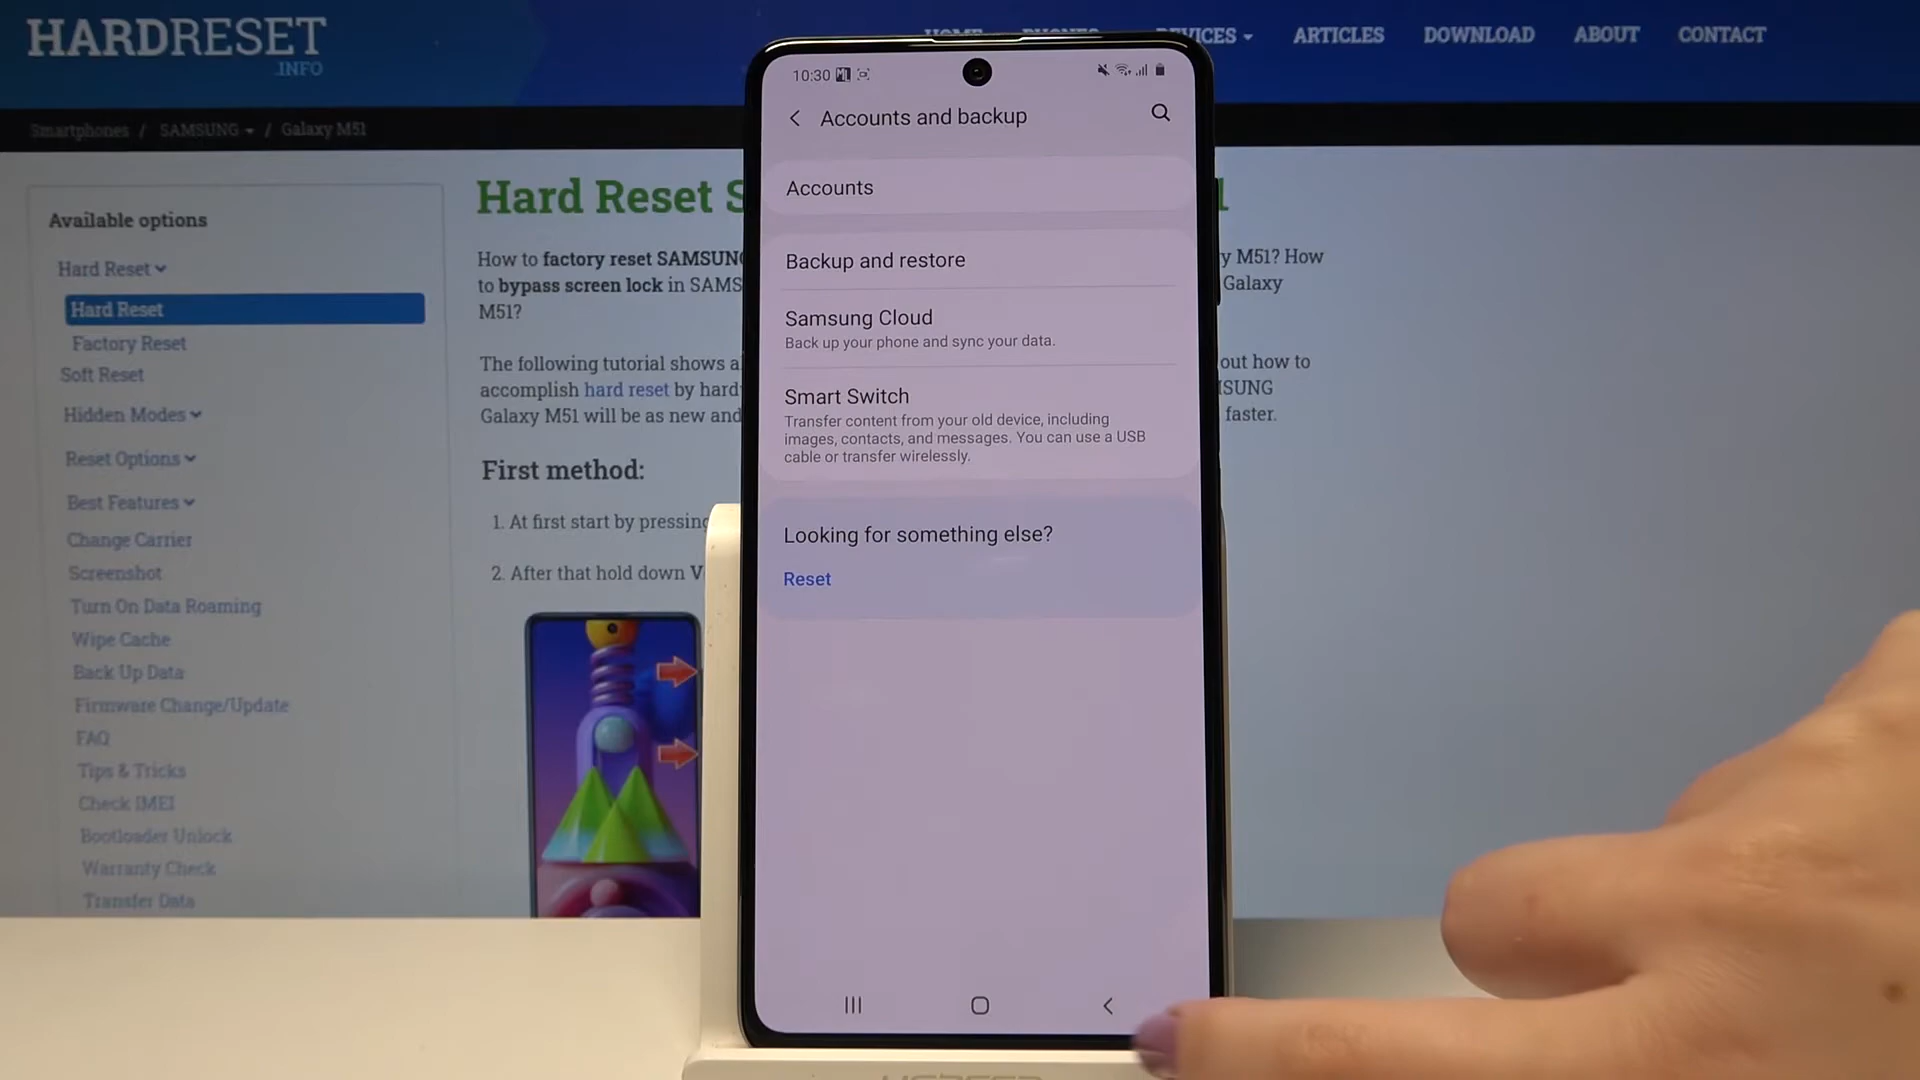 HARDRESET
.INFO
HOME
PHONES
DEVICES
ARTICLES
DOWNLOAD
ABOUT
CONTACT
Smartphones / SAMSUNG / Galaxy M51
Available options
Hard Reset
Hard Reset
Factory Reset
Soft Reset
Hidden Modes
Reset Options
Best Features
Change Carrier
Screenshot
Turn On Data Roaming
Wipe Cache
Back Up Data
Firmware Change/Update
FAQ
Tips & Tricks
Check IMEI
Bootloader Unlock
Warranty Check
Transfer Data
Hard Reset S
How to factory reset SAMSUNG
y M51? How
to bypass screen lock in SAMS
Galaxy
M51?
The following tutorial shows a
out how to
accomplish hard reset by hard
SUNG
Galaxy M51 will be as new and
faster.
First method:
1. At first start by pressing
2. After that hold down V
10:30
Accounts and backup
Accounts
Backup and restore
Samsung Cloud
Back up your phone and sync your data.
Smart Switch
Transfer content from your old device, including
images, contacts, and messages. You can use a USB
cable or transfer wirelessly.
Looking for something else?
Reset